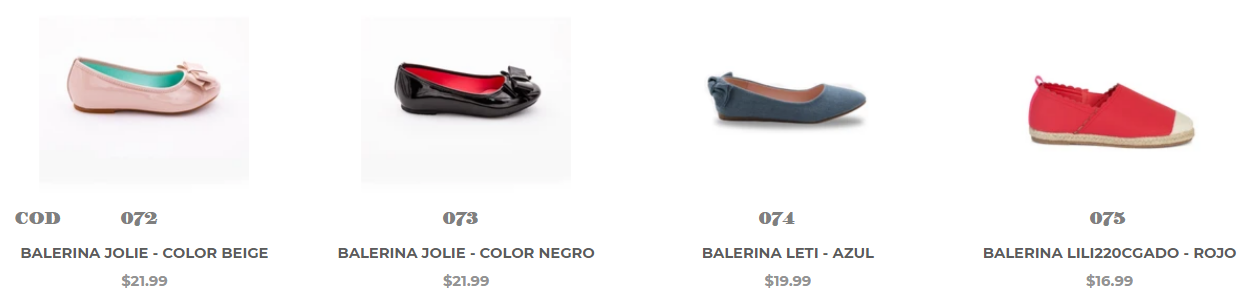 COD 072 073 074 075
BALERINA JOLIE - COLOR BEIGE BALERINA JOLIE - COLOR NEGRO BALERINA LETI - AZUL BALERINA LILI220CGADO - ROJO
$21.99 $21.99 $19.99 $16.99